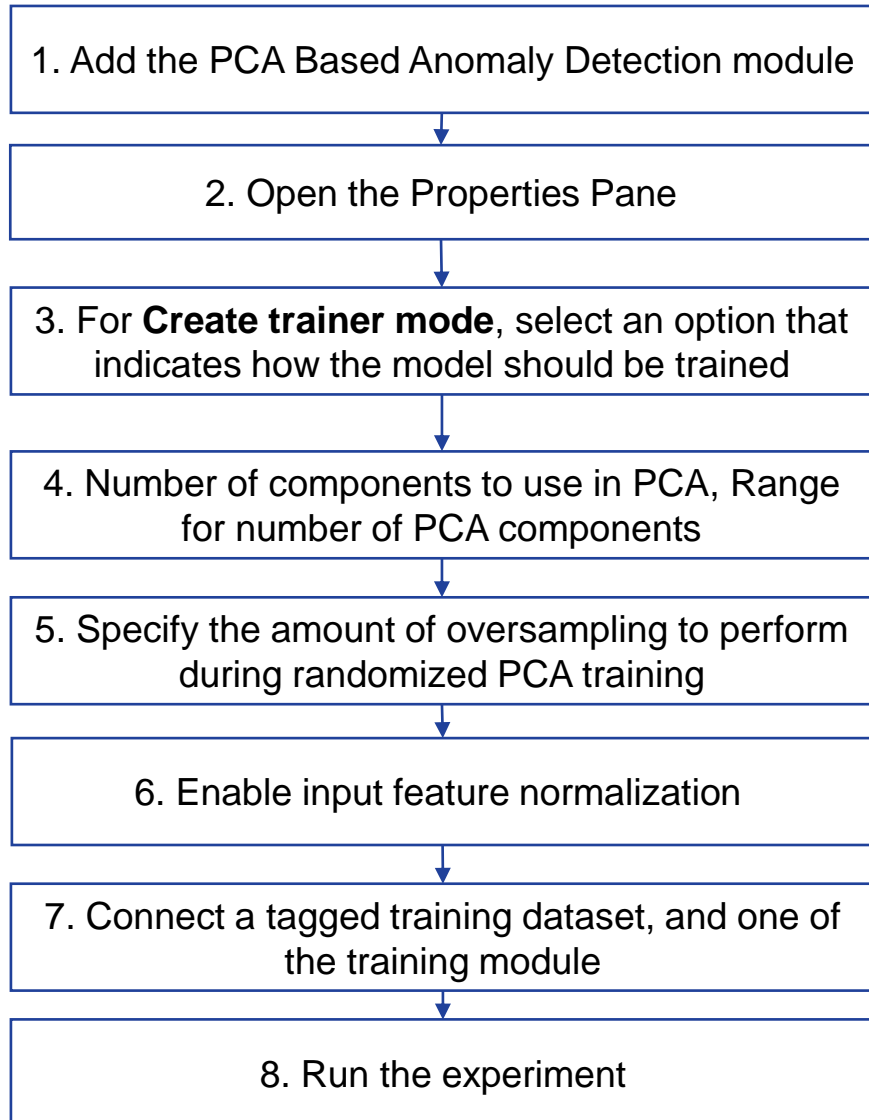 1. Add the PCA Based Anomaly Detection module
2. Open the Properties Pane
3. For Create trainer mode, select an option that
indicates how the model should be trained
4. Number of components to use in PCA, Range
for number of PCA components
5. Specify the amount of oversampling to perform
during randomized PCA training
6. Enable input feature normalization
7. Connect a tagged training dataset, and one of
the training module
8. Run the experiment